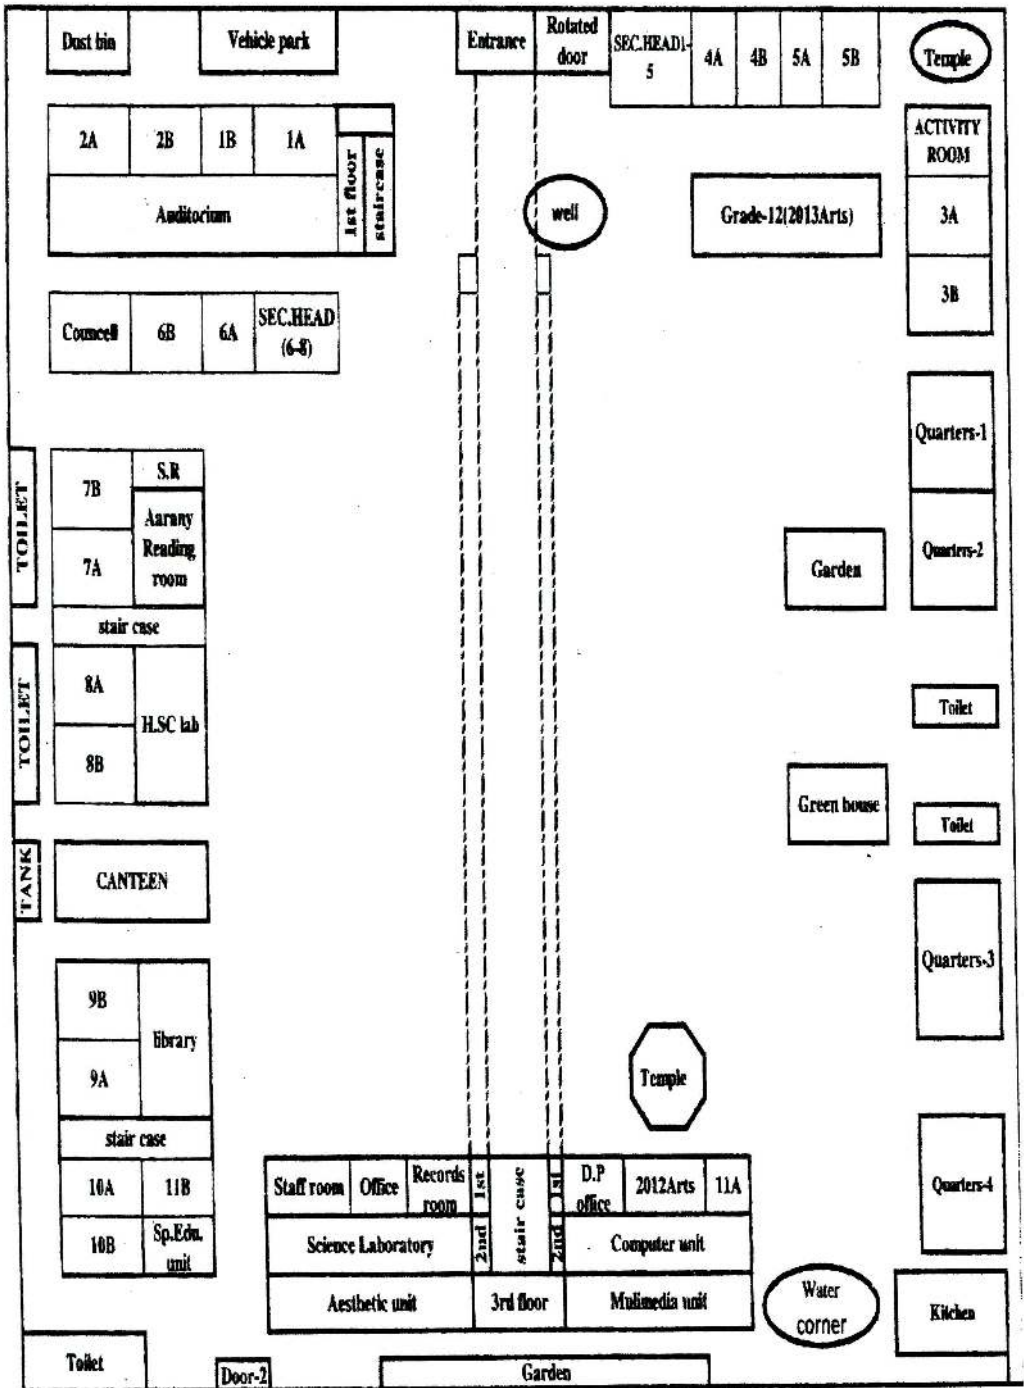 Dust bin
Vehicle park
Entrance
Rotated
door
SEC.HEAD1-
5
4A
4B
5A
5B
Temple
2A
2B
1B
1A
1st floor
staircase
Auditorium
well
Grade-12(2013Arts)
ACTIVITY
ROOM
3A
3B
Councell
6B
6A
SEC.HEAD
(6-8)
Quarters-1
Quarters-2
TOILET
7B
S.R
Aarany
Reading
room
7A
stair case
Garden
TOILET
8A
H.SC lab
8B
Toilet
Green house
Toilet
TANK
CANTEEN
Quarters-3
9B
library
9A
stair case
Temple
10A
11B
10B
Sp.Edu.
unit
Staff room
Office
Records
room
1st
stair case
1st
D.P
office
2012Arts
11A
Quarters-4
Science Laboratory
2nd
2nd
Computer unit
Aesthetic unit
3rd floor
Mulimedia unit
Water
corner
Kitchen
Toilet
Door-2
Garden